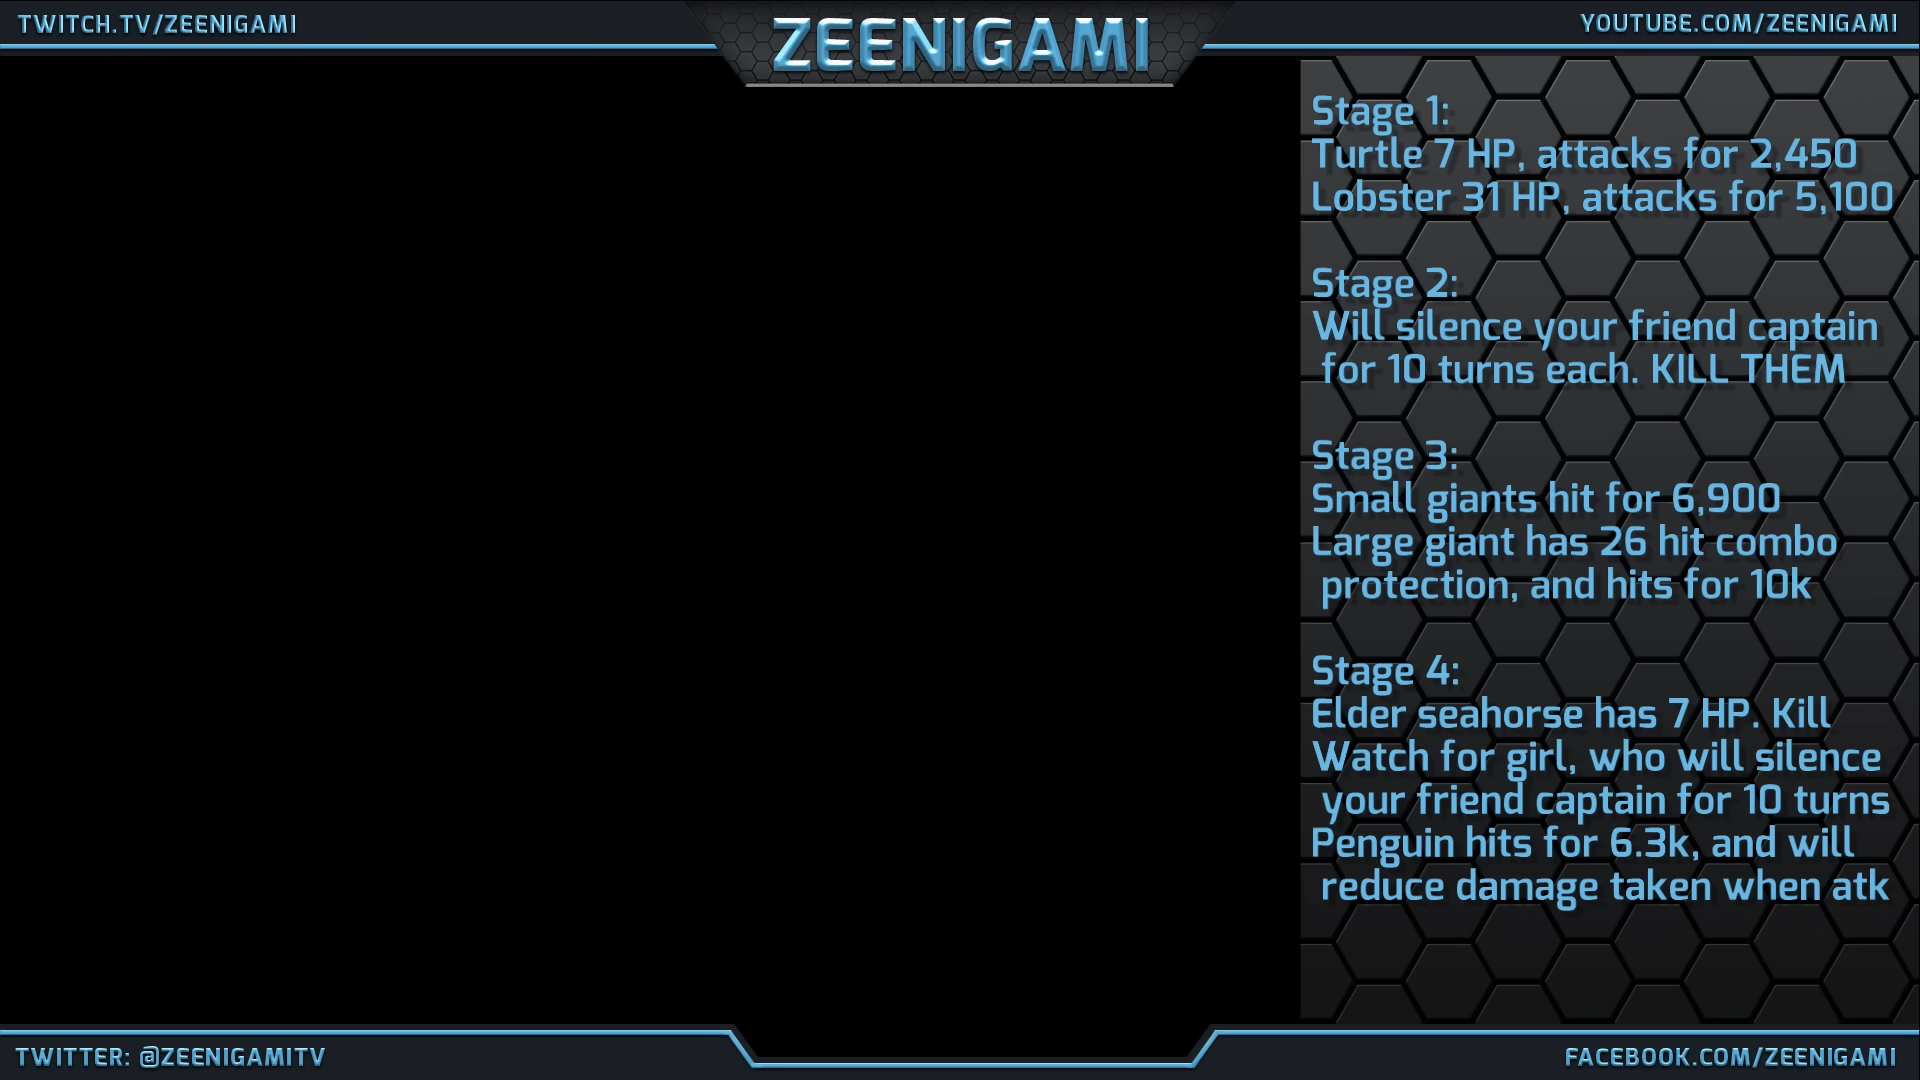 TWITCH.TV/ZEENIGAMI
ZEENIGAMI
YOUTUBE.COM/ZEENIGAMI
Stage 1:
Turtle 7 HP, attacks for 2,450
Lobster 31 HP, attacks for 5,100
Stage 2:
Will silence your friend captain
for 10 turns each. KILL THEM
Stage 3:
Small giants hit for 6,900
Large giant has 26 hit combo
protection, and hits for 10k
Stage 4:
Elder seahorse has 7 HP. Kill
Watch for girl, who will silence
your friend captain for 10 turns
Penguin hits for 6.3k, and will
reduce damage taken when atk
TWITTER: @ZEENIGAMITV
FACEBOOK.COM/ZEENIGAMI